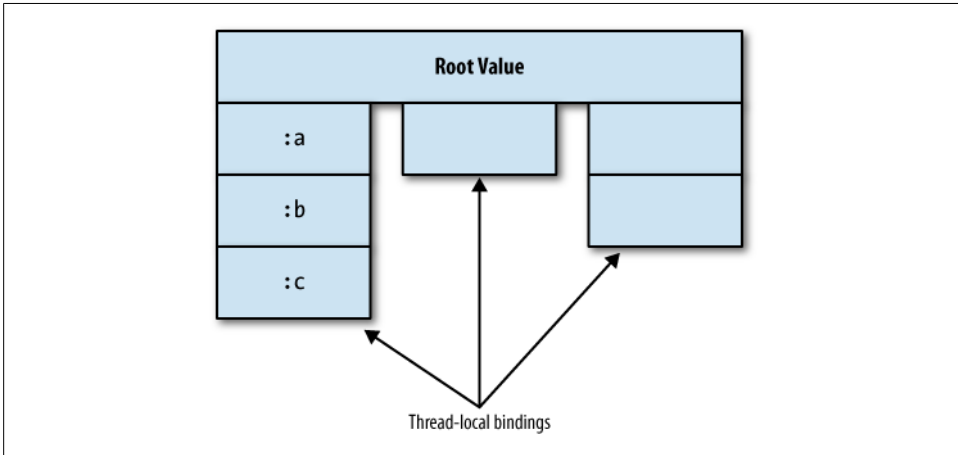 Root Value
:a
:b
:c
Thread-local bindings